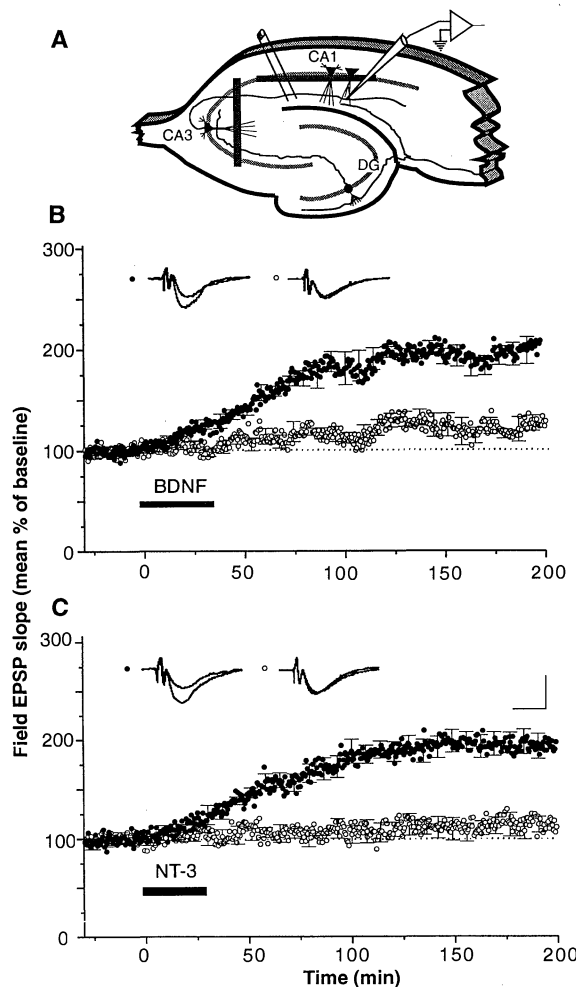 A
CA1
CA3
DG
B
300
200
100
0
BDNF
0 50 100 150 200
C
300
200
100
0
NT-3
0 50 100 150 200
Time (min)
Field EPSP slope (mean % of baseline)